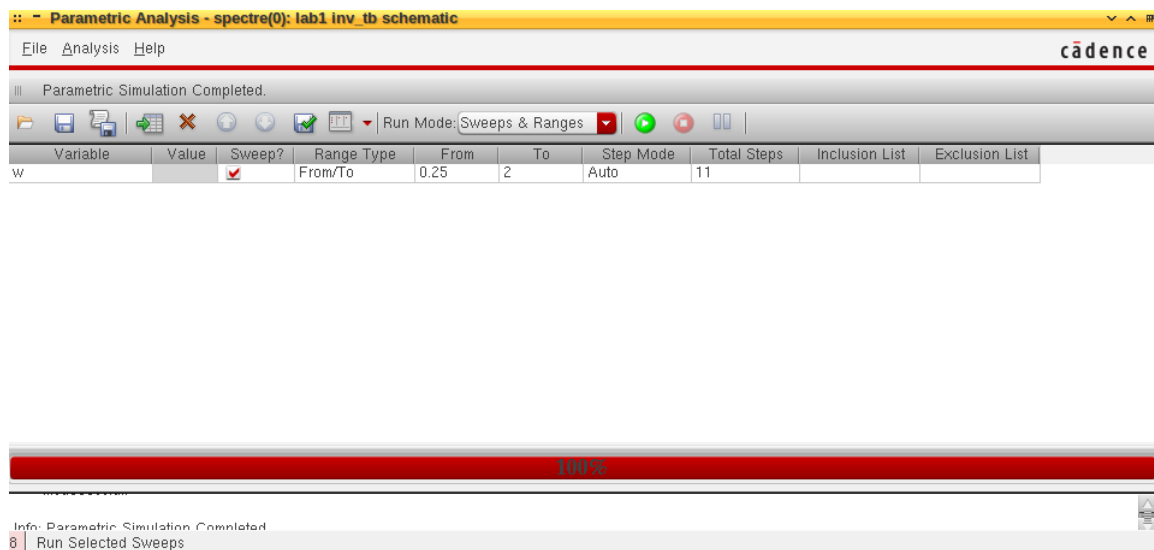 Parametric Analysis - spectre(0): lab1 inv_tb schematic
File Analysis Help cādence
Parametric Simulation Completed.
Run Mode: Sweeps & Ranges
Variable Value Sweep? Range Type From To Step Mode Total Steps Inclusion List Exclusion List
w From/To 0.25 2 Auto 11
100%
Info: Parametric Simulation Completed
8 Run Selected Sweeps